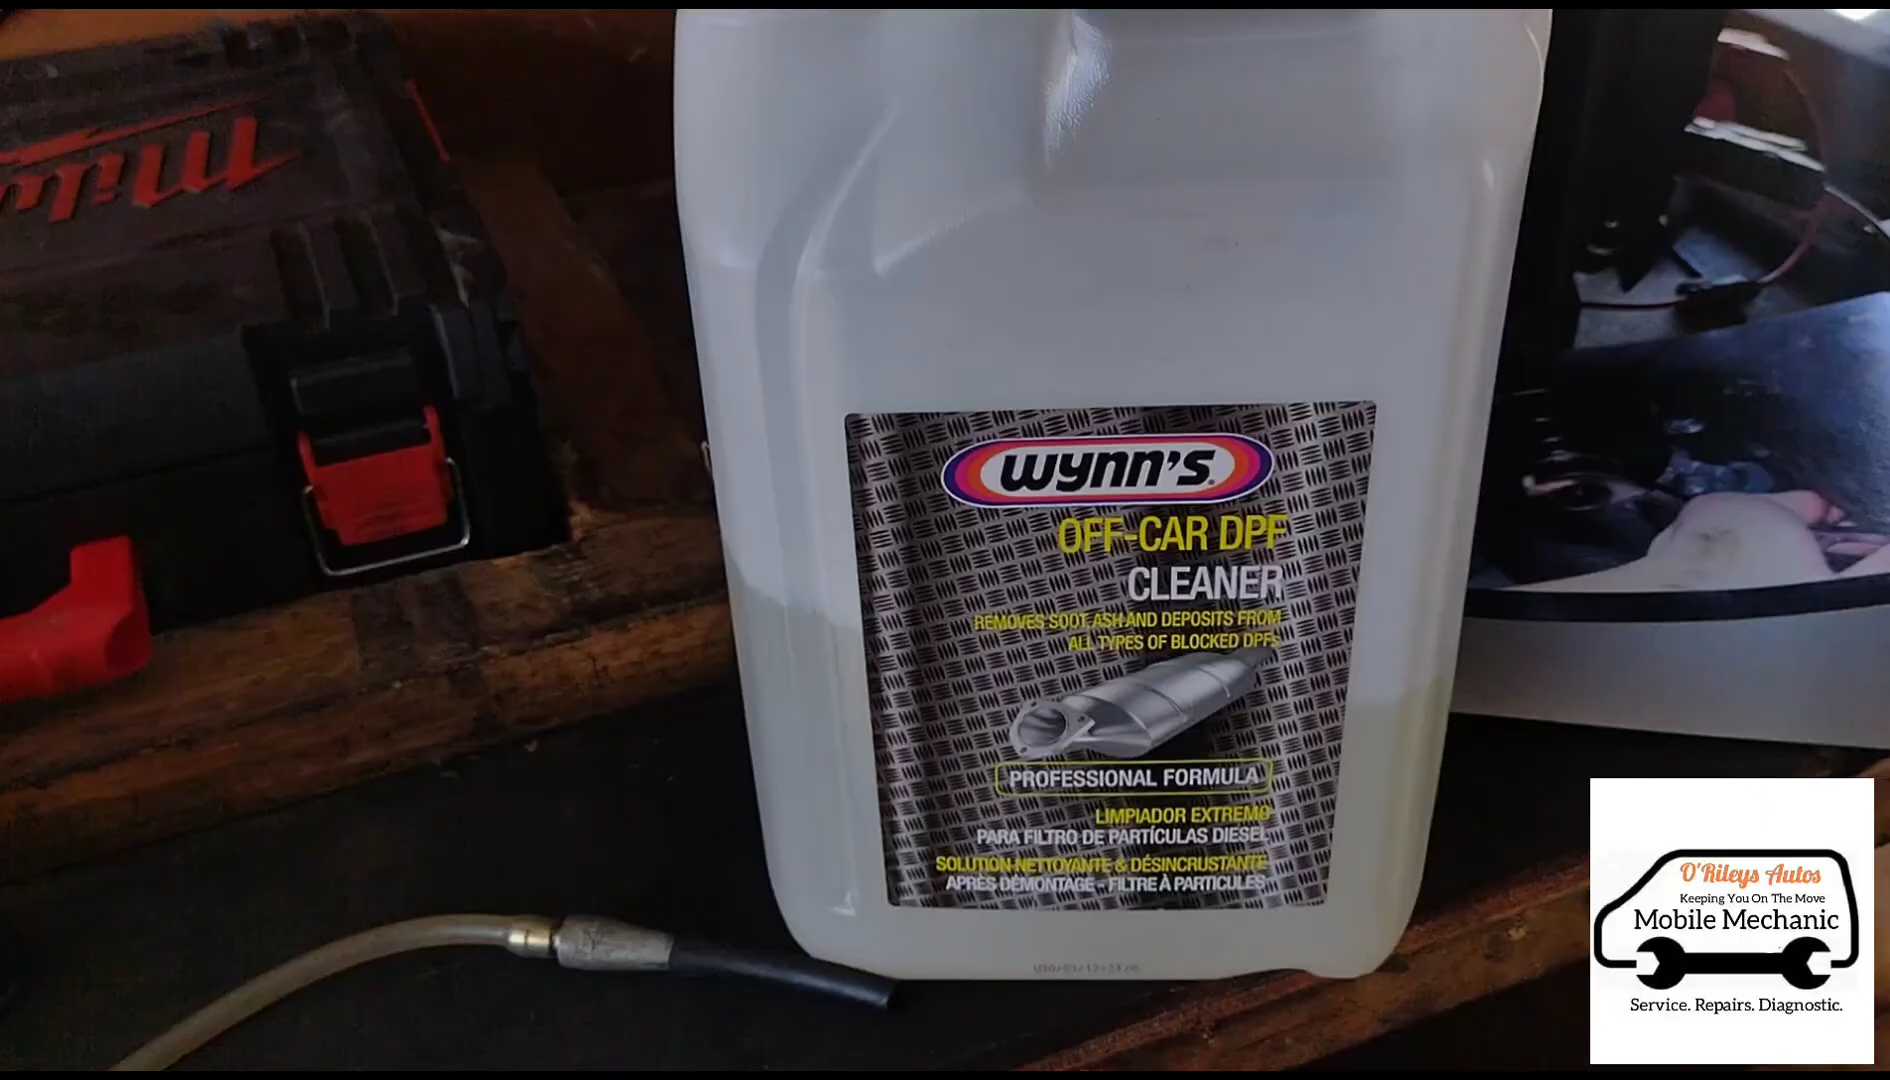 Milw
wynn's
OFF-CAR DPF
CLEANER
REMOVES SOOT ASH AND DEPOSITS FROM
ALL TYPES OF BLOCKED DPFs
PROFESSIONAL FORMULA
LIMPIADOR EXTREMO
PARA FILTRO DE PARTÍCULAS DIESEL
SOLUTION NETTOYANTE & DÉSINCRUSTANTE
APRÈS DÉMONTAGE - FILTRE À PARTICULES
O'Rileys Autos
Keeping You On The Move
Mobile Mechanic
Service. Repairs. Diagnostic.